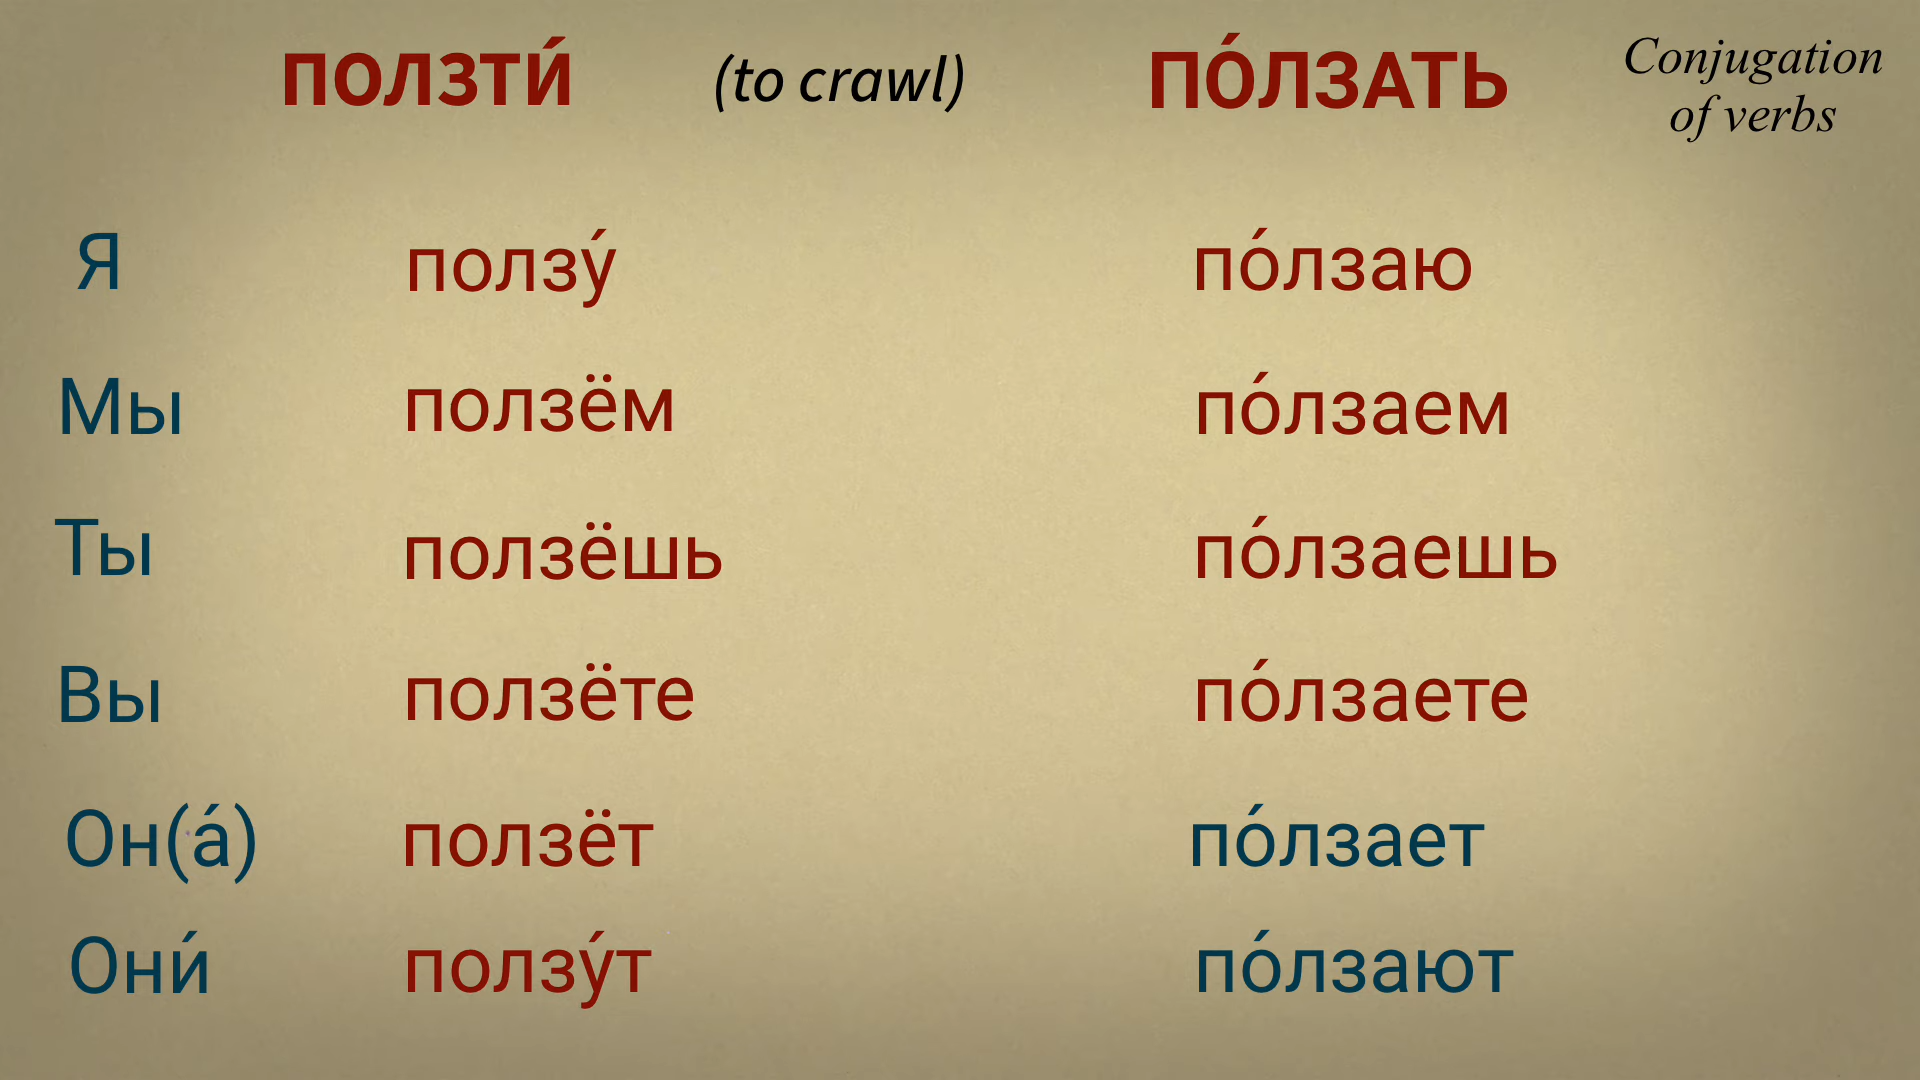 ПОЛЗТИ́ (to crawl) ПО́ЛЗАТЬ Conjugation
of verbs
Я ползу́ по́лзаю
Мы ползём по́лзаем
Ты ползёшь по́лзаешь
Вы ползёте по́лзаете
Он(а́) ползёт по́лзает
Они́ ползу́т по́лзают